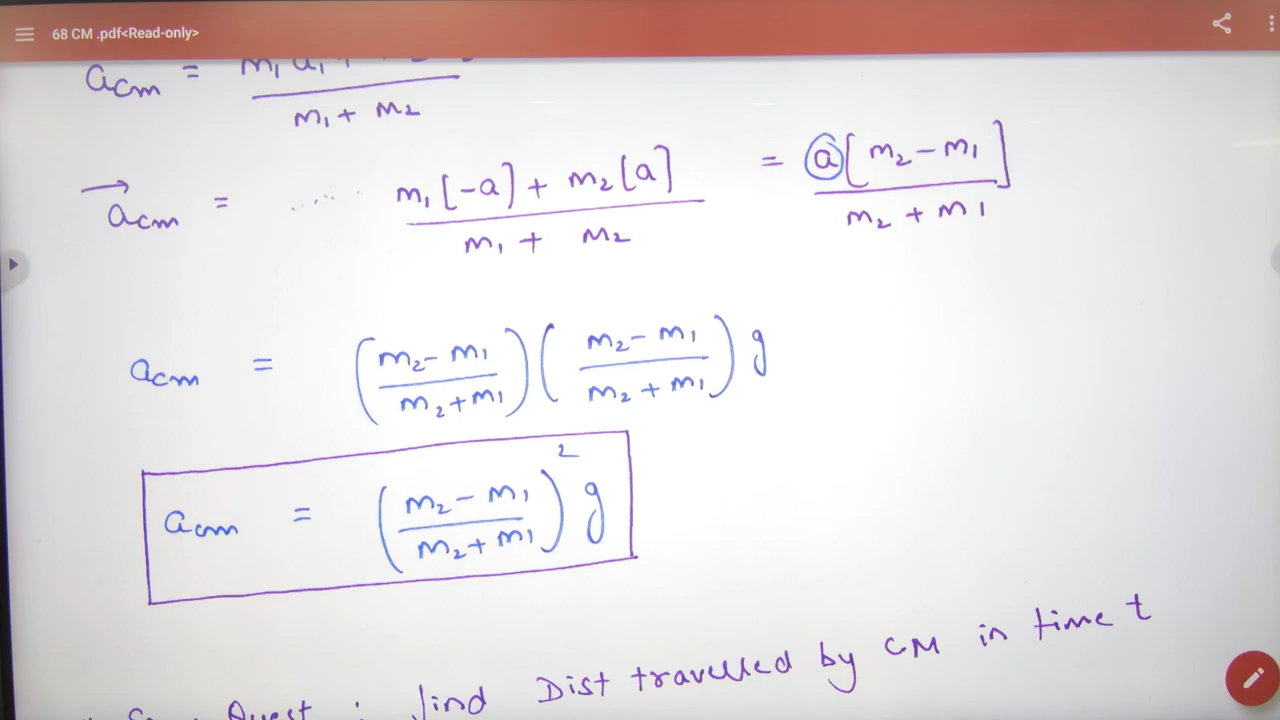 68 CM .pdf<Read-only>
acm = m1 a1 +
m1 + m2
→acm = ...... m1 [-a] + m2 [a] = a [m2 - m1]
m1 + m2 m2 + m1
acm = (m2 - m1 / m2 + m1) (m2 - m1 / m2 + m1) g
acm = (m2 - m1 / m2 + m1)² g
Quest : find Dist travelled by CM in time t